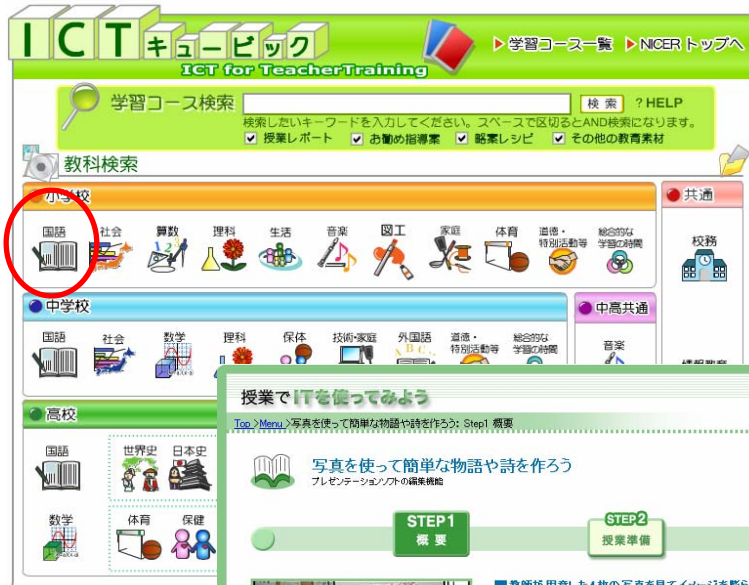 ICTキュービック
ICT for TeacherTraining
▶学習コース一覧 ▶NICER トップへ
学習コース検索 検索 ?HELP
検索したいキーワードを入力してください。スペースで区切るとAND検索になります。
授業レポート お勧め指導案 略案レシピ その他の教育素材
教科検索
小学校
国語 社会 算数 理科 生活 音楽 図工 家庭 体育 道徳・特別活動等 総合的な学習の時間
共通
校務
中学校
国語 社会 数学 理科 保体 技術・家庭 外国語 道徳・特別活動等 総合的な学習の時間
中高共通
音楽
高校
国語 世界史 日本史
数学 体育 保健
授業でITを使ってみよう
Top >Menu >写真を使って簡単な物語や詩を作ろう: Step1 概要
写真を使って簡単な物語や詩を作ろう
プレゼンテーションソフトの編集機能
STEP1 概要
STEP2 授業準備